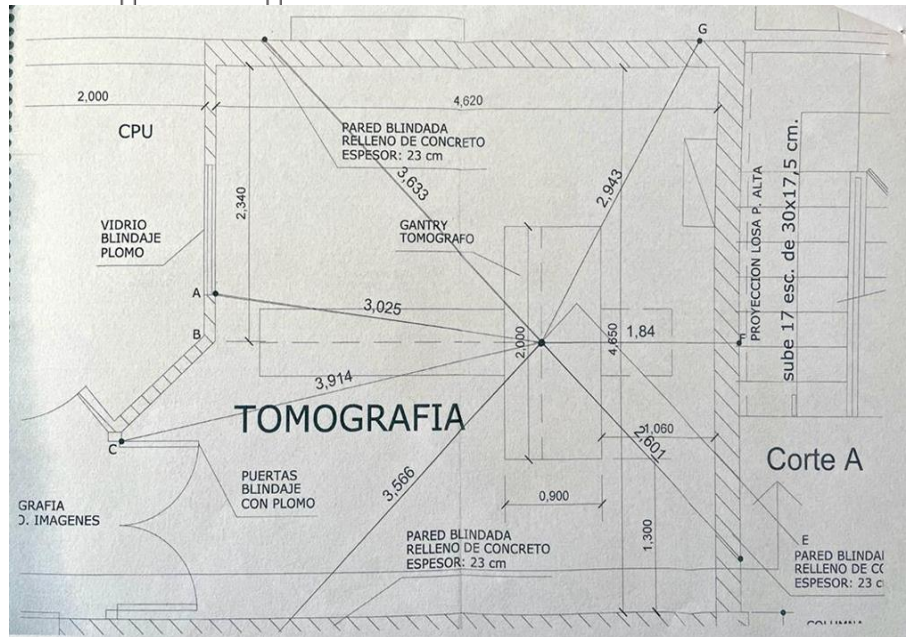 G
2,000
4,620
CPU
PARED BLINDADA
RELLENO DE CONCRETO
ESPESOR: 23 cm
3,633
2,943
2,340
VIDRIO
BLINDAJE
PLOMO
GANTRY
TOMOGRAFO
PROYECCION LOSA P. ALTA
sube 17 esc. de 30x17,5 cm.
A
3,025
B
2,000
4,650
1,84
F
3,914
TOMOGRAFIA
2,601
1,060
C
Corte A
3,566
PUERTAS
BLINDAJE
CON PLOMO
0,900
GRAFIA
O. IMAGENES
1,300
PARED BLINDADA
RELLENO DE CONCRETO
ESPESOR: 23 cm
E
PARED BLINDA
RELLENO DE CO
ESPESOR: 23 c